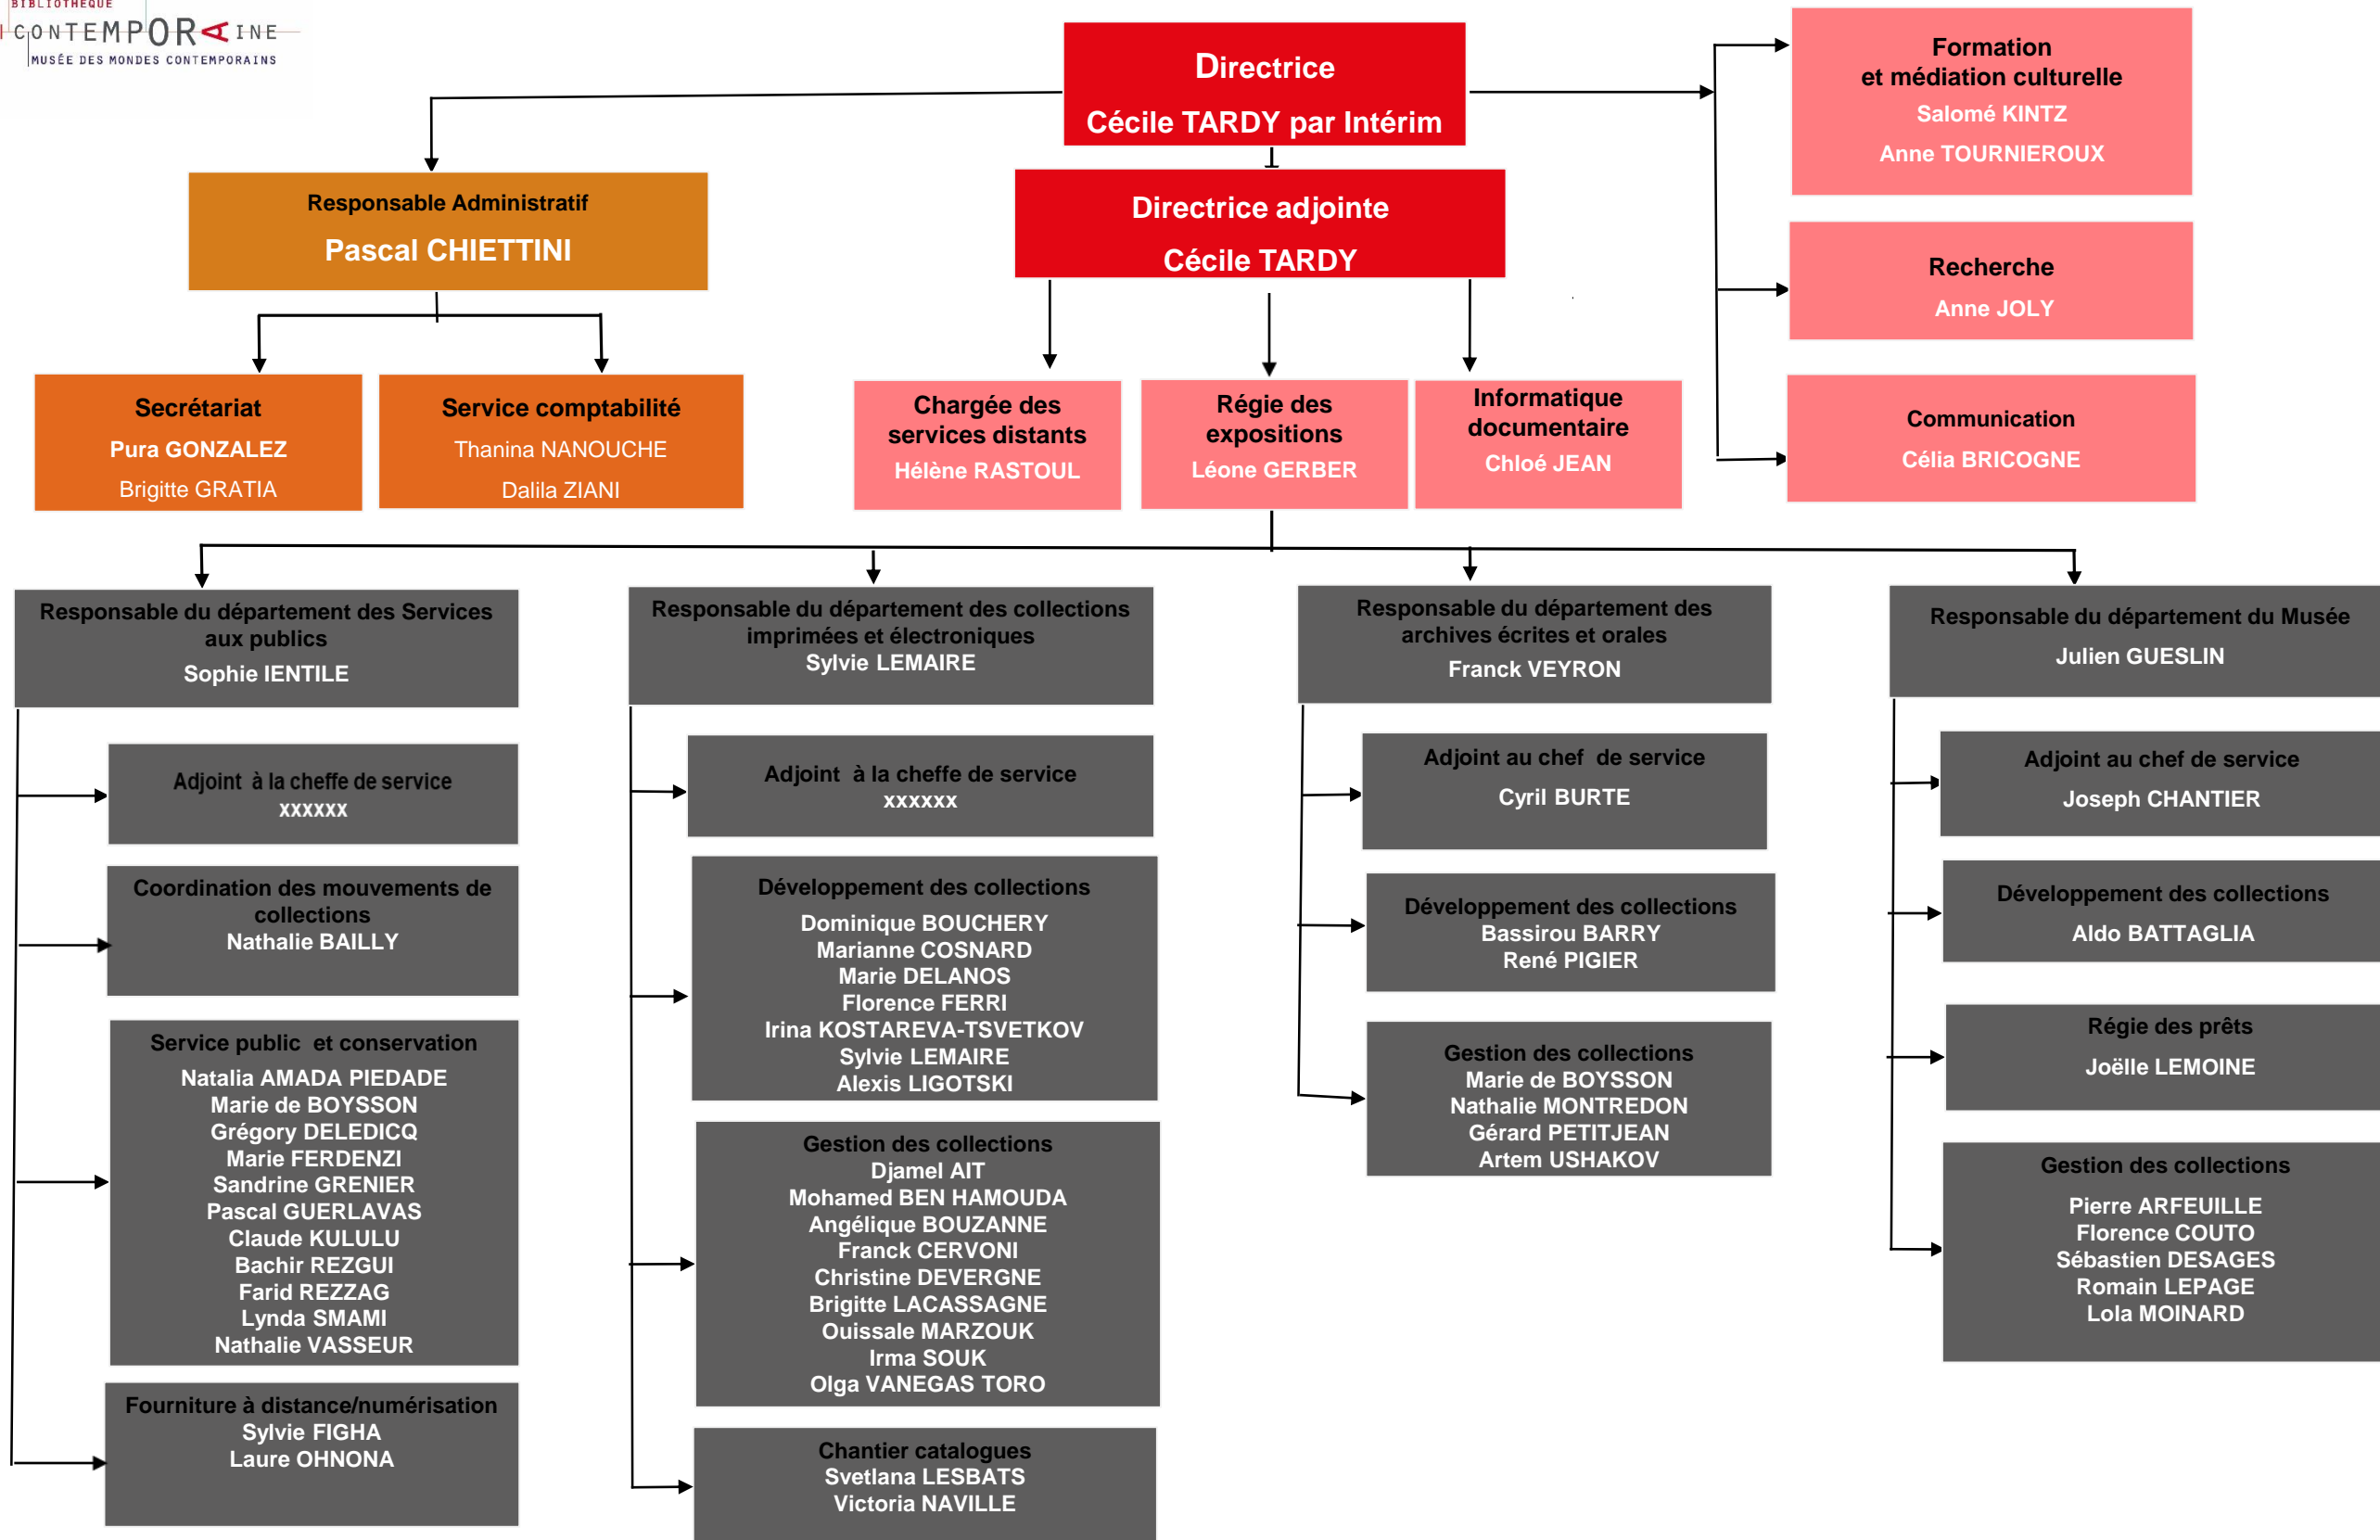 BIBLIOTHEQUE
CONTEMPORAINE
MUSÉE DES MONDES CONTEMPORAINS
Directrice
Cécile TARDY par Intérim
Formation
et médiation culturelle
Salomé KINTZ
Anne TOURNIEROUX
Responsable Administratif
Pascal CHIETTINI
Directrice adjointe
Cécile TARDY
Recherche
Anne JOLY
Secrétariat
Pura GONZALEZ
Brigitte GRATIA
Service comptabilité
Thanina NANOUCHE
Dalila ZIANI
Chargée des
services distants
Hélène RASTOUL
Régie des
expositions
Léone GERBER
Informatique
documentaire
Chloé JEAN
Communication
Célia BRICOGNE
Responsable du département des Services
aux publics
Sophie IENTILE
Adjoint à la cheffe de service
xxxxxx
Coordination des mouvements de
collections
Nathalie BAILLY
Service public et conservation
Natalia AMADA PIEDADE
Marie de BOYSSON
Grégory DELEDICQ
Marie FERDENZI
Sandrine GRENIER
Pascal GUERLAVAS
Claude KULULU
Bachir REZGUI
Farid REZZAG
Lynda SMAMI
Nathalie VASSEUR
Fourniture à distance/numérisation
Sylvie FIGHA
Laure OHNONA
Responsable du département des collections
imprimées et électroniques
Sylvie LEMAIRE
Adjoint à la cheffe de service
xxxxxx
Développement des collections
Dominique BOUCHERY
Marianne COSNARD
Marie DELANOS
Florence FERRI
Irina KOSTAREVA-TSVETKOV
Sylvie LEMAIRE
Alexis LIGOTSKI
Gestion des collections
Djamel AIT
Mohamed BEN HAMOUDA
Angélique BOUZANNE
Franck CERVONI
Christine DEVERGNE
Brigitte LACASSAGNE
Ouissale MARZOUK
Irma SOUK
Olga VANEGAS TORO
Chantier catalogues
Svetlana LESBATS
Victoria NAVILLE
Responsable du département des
archives écrites et orales
Franck VEYRON
Adjoint au chef de service
Cyril BURTE
Développement des collections
Bassirou BARRY
René PIGIER
Gestion des collections
Marie de BOYSSON
Nathalie MONTREDON
Gérard PETITJEAN
Artem USHAKOV
Responsable du département du Musée
Julien GUESLIN
Adjoint au chef de service
Joseph CHANTIER
Développement des collections
Aldo BATTAGLIA
Régie des prêts
Joëlle LEMOINE
Gestion des collections
Pierre ARFEUILLE
Florence COUTO
Sébastien DESAGES
Romain LEPAGE
Lola MOINARD